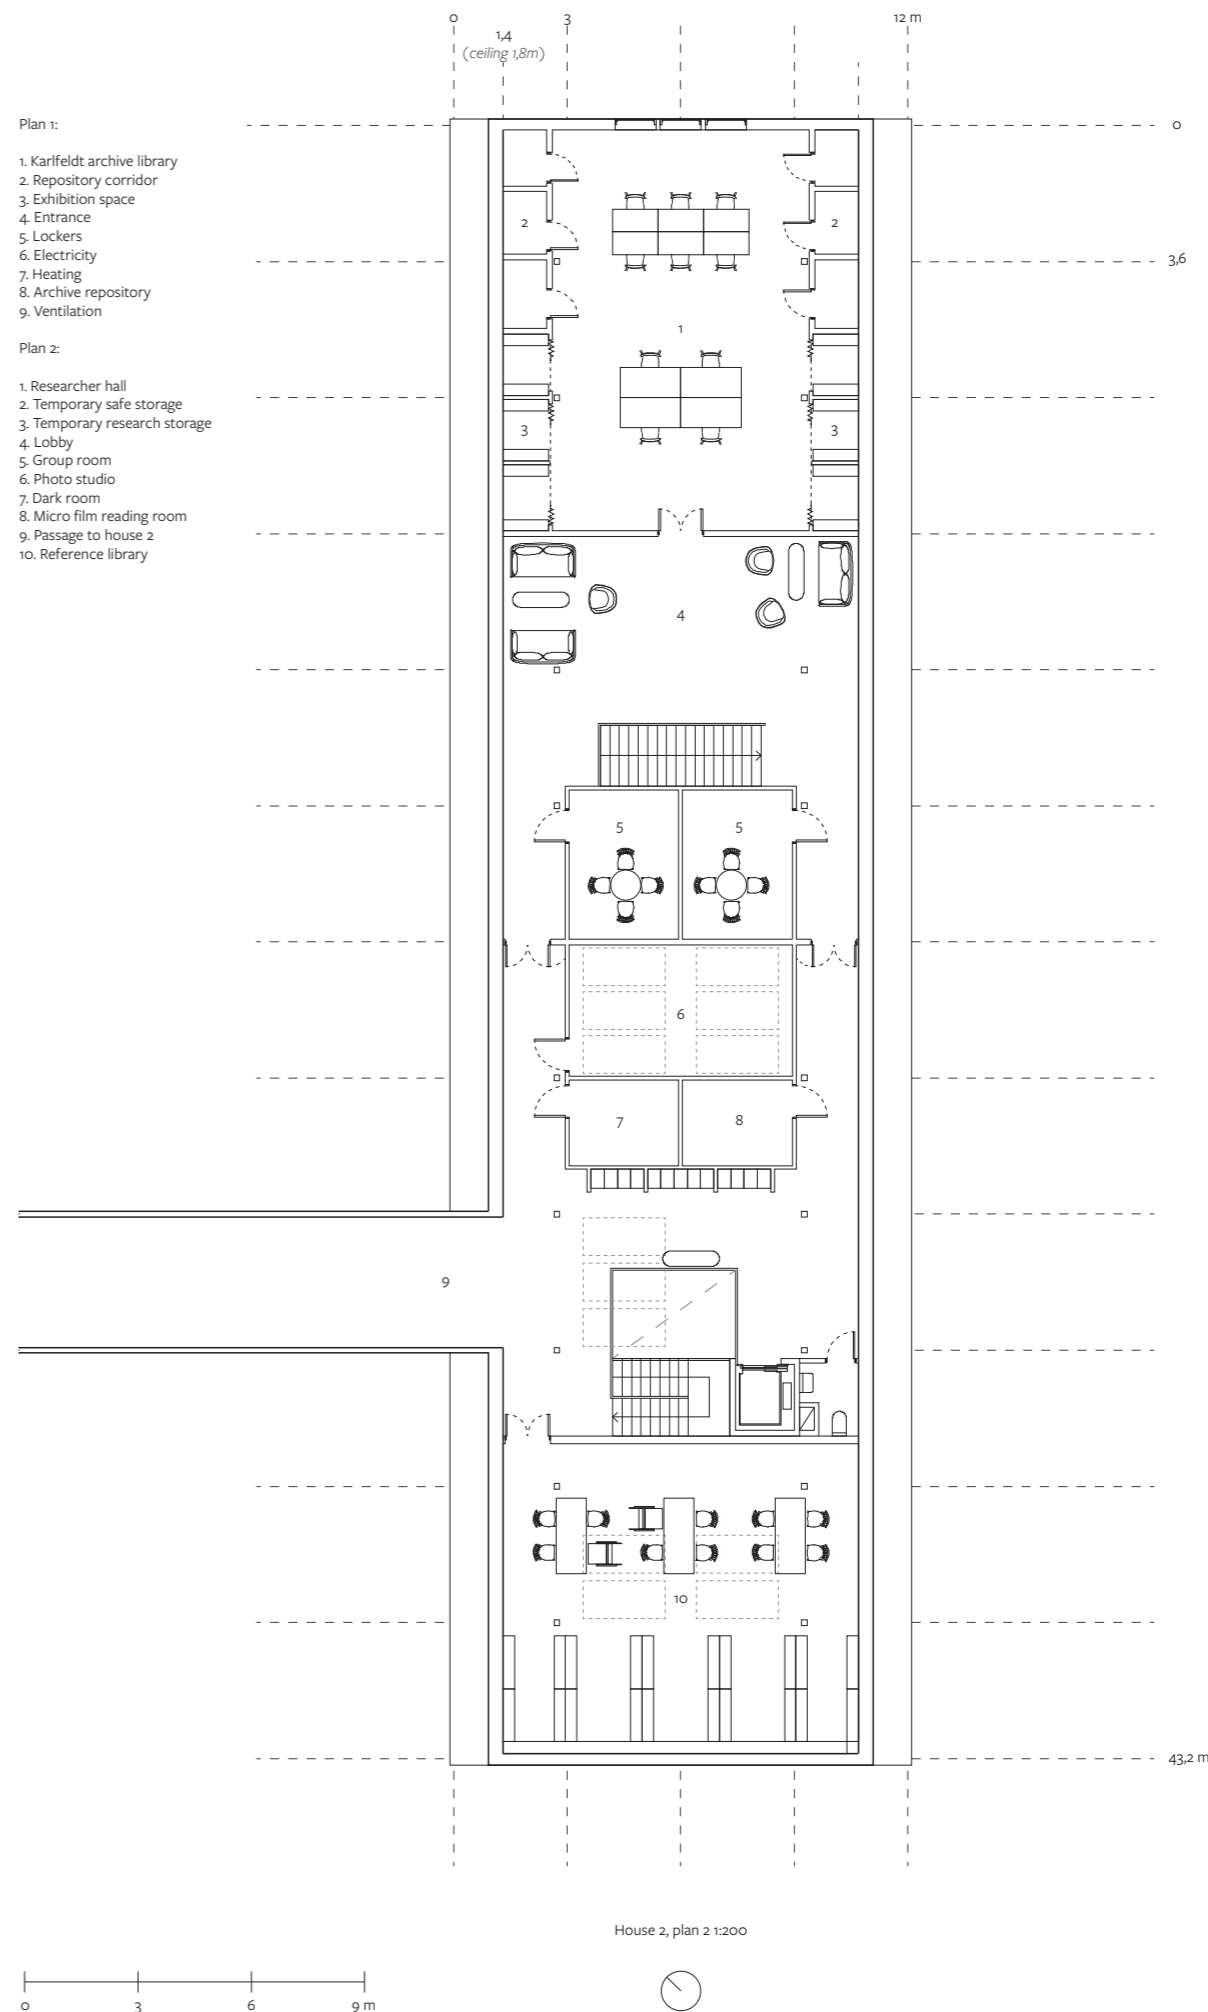 0
3
12 m
1,4
(ceiling 1,8m)
Plan 1:
0
1. Karlfeldt archive library
2. Repository corridor
3. Exhibition space
4. Entrance
5. Lockers
6. Electricity
7. Heating
8. Archive repository
9. Ventilation
2
2
3,6
1
Plan 2:
1. Researcher hall
2. Temporary safe storage
3. Temporary research storage
4. Lobby
5. Group room
6. Photo studio
7. Dark room
8. Micro film reading room
9. Passage to house 2
10. Reference library
3
3
4
5
5
6
7
8
9
10
43,2 m
House 2, plan 2 1:200
0
3
6
9 m